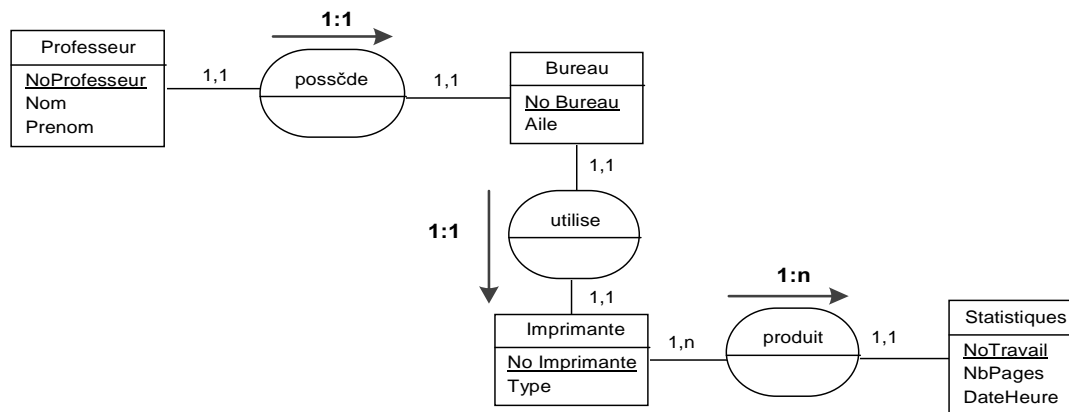 1:1
Professeur
NoProfesseur
Nom
Prenom
1,1
possčde
1,1
Bureau
No Bureau
Aile
1,1
1:1
utilise
1,1
Imprimante
No Imprimante
Type
1,n
1:n
produit
1,1
Statistiques
NoTravail
NbPages
DateHeure